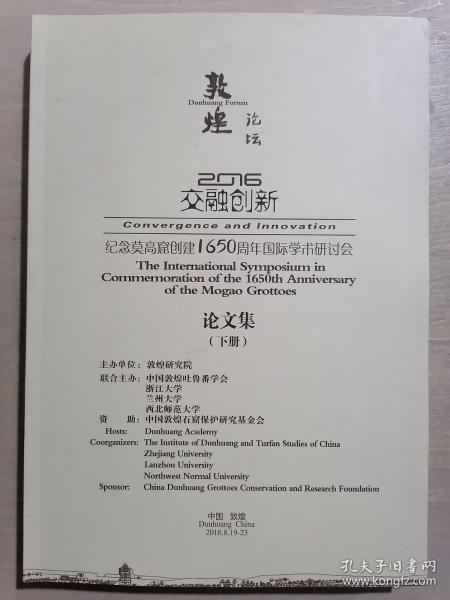 敦煌
Dunhuang Forum
论坛
2016
交融创新
Convergence and Innovation
纪念莫高窟创建1650周年国际学术研讨会
The International Symposium in
Commemoration of the 1650th Anniversary
of the Mogao Grottoes
论文集
（下册）
主办单位：敦煌研究院
联合主办：中国敦煌吐鲁番学会
浙江大学
兰州大学
西北师范大学
资 助：中国敦煌石窟保护研究基金会
Hosts: Dunhuang Academy
Coorganizers: The Institute of Dunhuang and Turfan Studies of China
Zhejiang University
Lanzhou University
Northwest Normal University
Sponsor: China Dunhuang Grottoes Conservation and Research Foundation
中国 敦煌
Dunhuang China
2016.8.19-23
孔夫子旧书网
www.kongfz.com